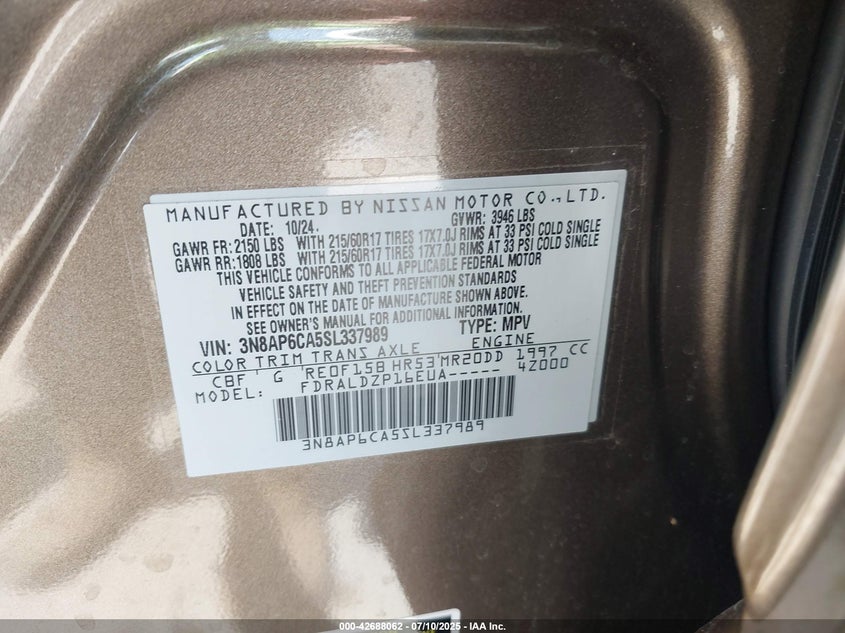 MANUFACTURED BY NISSAN MOTOR CO., LTD.
DATE: 10/24. GVWR: 3946 LBS
GAWR FR: 2150 LBS WITH 215/60R17 TIRES 17X7.0J RIMS AT 33 PSI COLD SINGLE
GAWR RR: 1808 LBS WITH 215/60R17 TIRES 17X7.0J RIMS AT 33 PSI COLD SINGLE
THIS VEHICLE CONFORMS TO ALL APPLICABLE FEDERAL MOTOR
VEHICLE SAFETY AND THEFT PREVENTION STANDARDS
IN EFFECT ON THE DATE OF MANUFACTURE SHOWN ABOVE.
SEE OWNER'S MANUAL FOR ADDITIONAL INFORMATION.
VIN: 3N8AP6CA5SL337989 TYPE: MPV
COLOR TRIM TRANS AXLE ENGINE
CBF G RE0F15B HR53 MR20DD 1997 CC
MODEL: FDRALDZP16EUA----- 4Z000
3N8AP6CA5SL337989
000-42688062 - 07/10/2025 - IAA Inc.